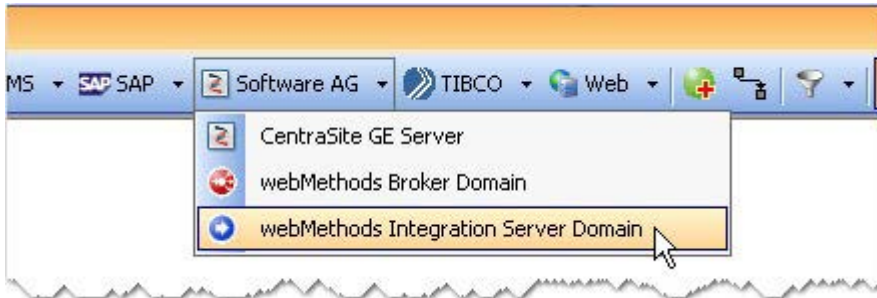 MS SAP SAP Software AG TIBCO Web
CentraSite GE Server
webMethods Broker Domain
webMethods Integration Server Domain